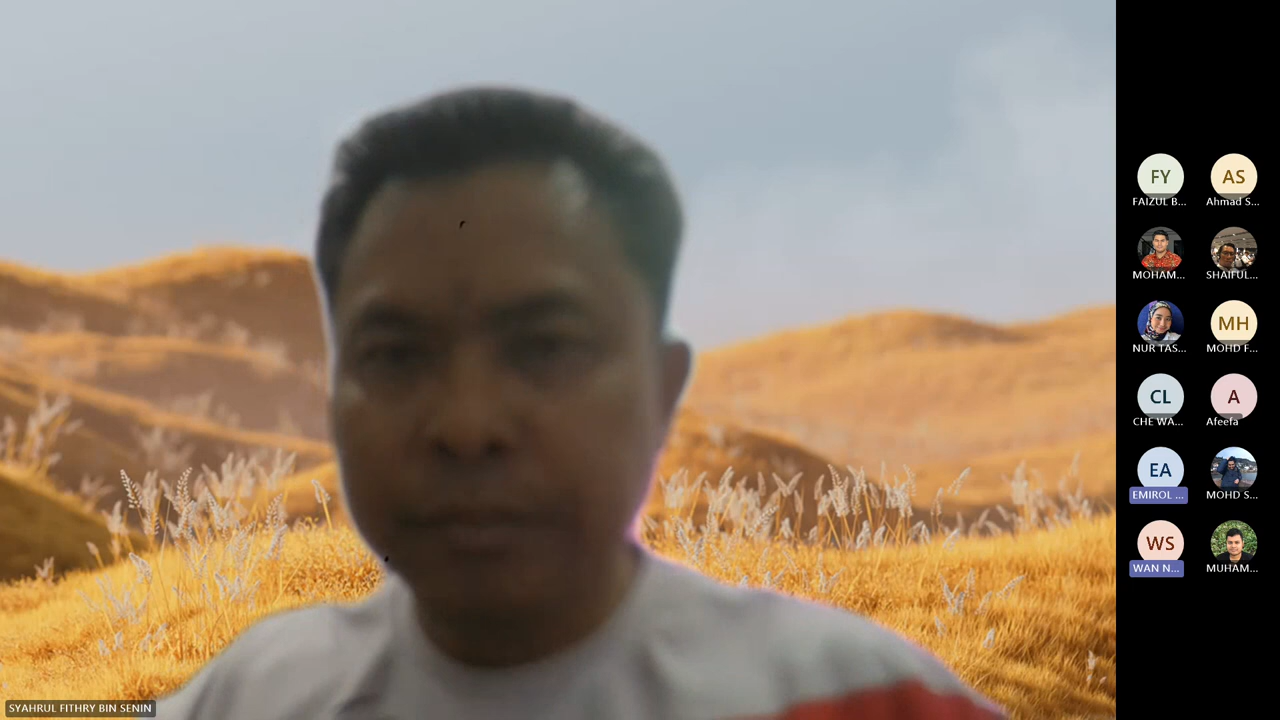 FY
AS
FAIZUL B...
Ahmad S...
MOHAM...
SHAIFUL...
MH
NUR TAS...
MOHD F...
CL
A
CHE WA...
Afeefa
EA
EMIROL ...
MOHD S...
WS
WAN N...
MUHAM...
SYAHRUL FITHRY BIN SENIN